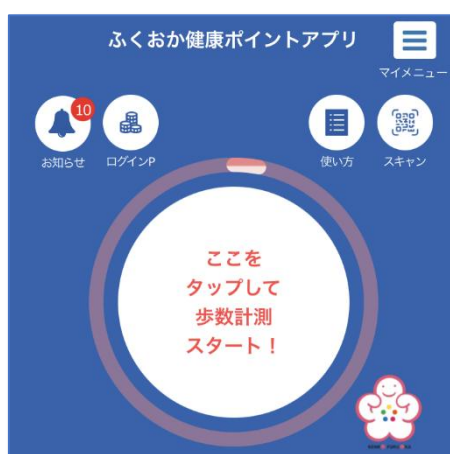 ふくおか健康ポイントアプリ
マイメニュー
10
お知らせ
ログインP
使い方
スキャン
ここを
タップして
歩数計測
スタート！